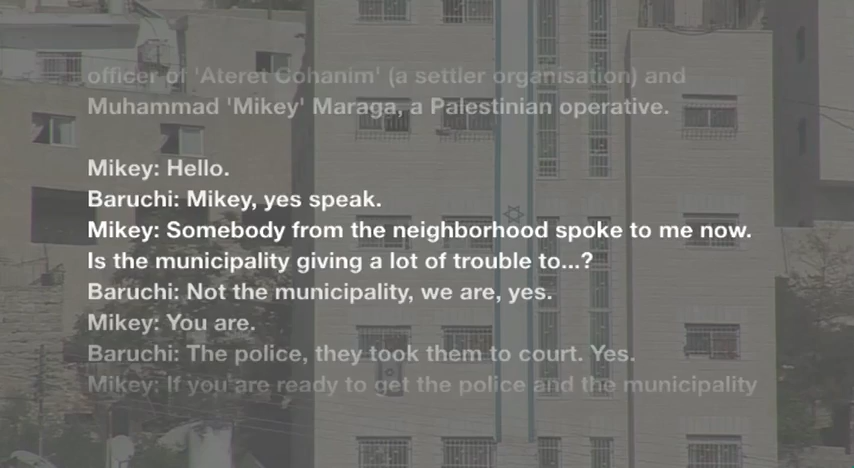 officer of 'Ateret Cohanim' (a settler organisation) and
Muhammad 'Mikey' Maraga, a Palestinian operative.
Mikey: Hello.
Baruchi: Mikey, yes speak.
Mikey: Somebody from the neighborhood spoke to me now.
Is the municipality giving a lot of trouble to...?
Baruchi: Not the municipality, we are, yes.
Mikey: You are.
Baruchi: The police, they took them to court. Yes.
Mikey: If you are ready to get the police and the municipality